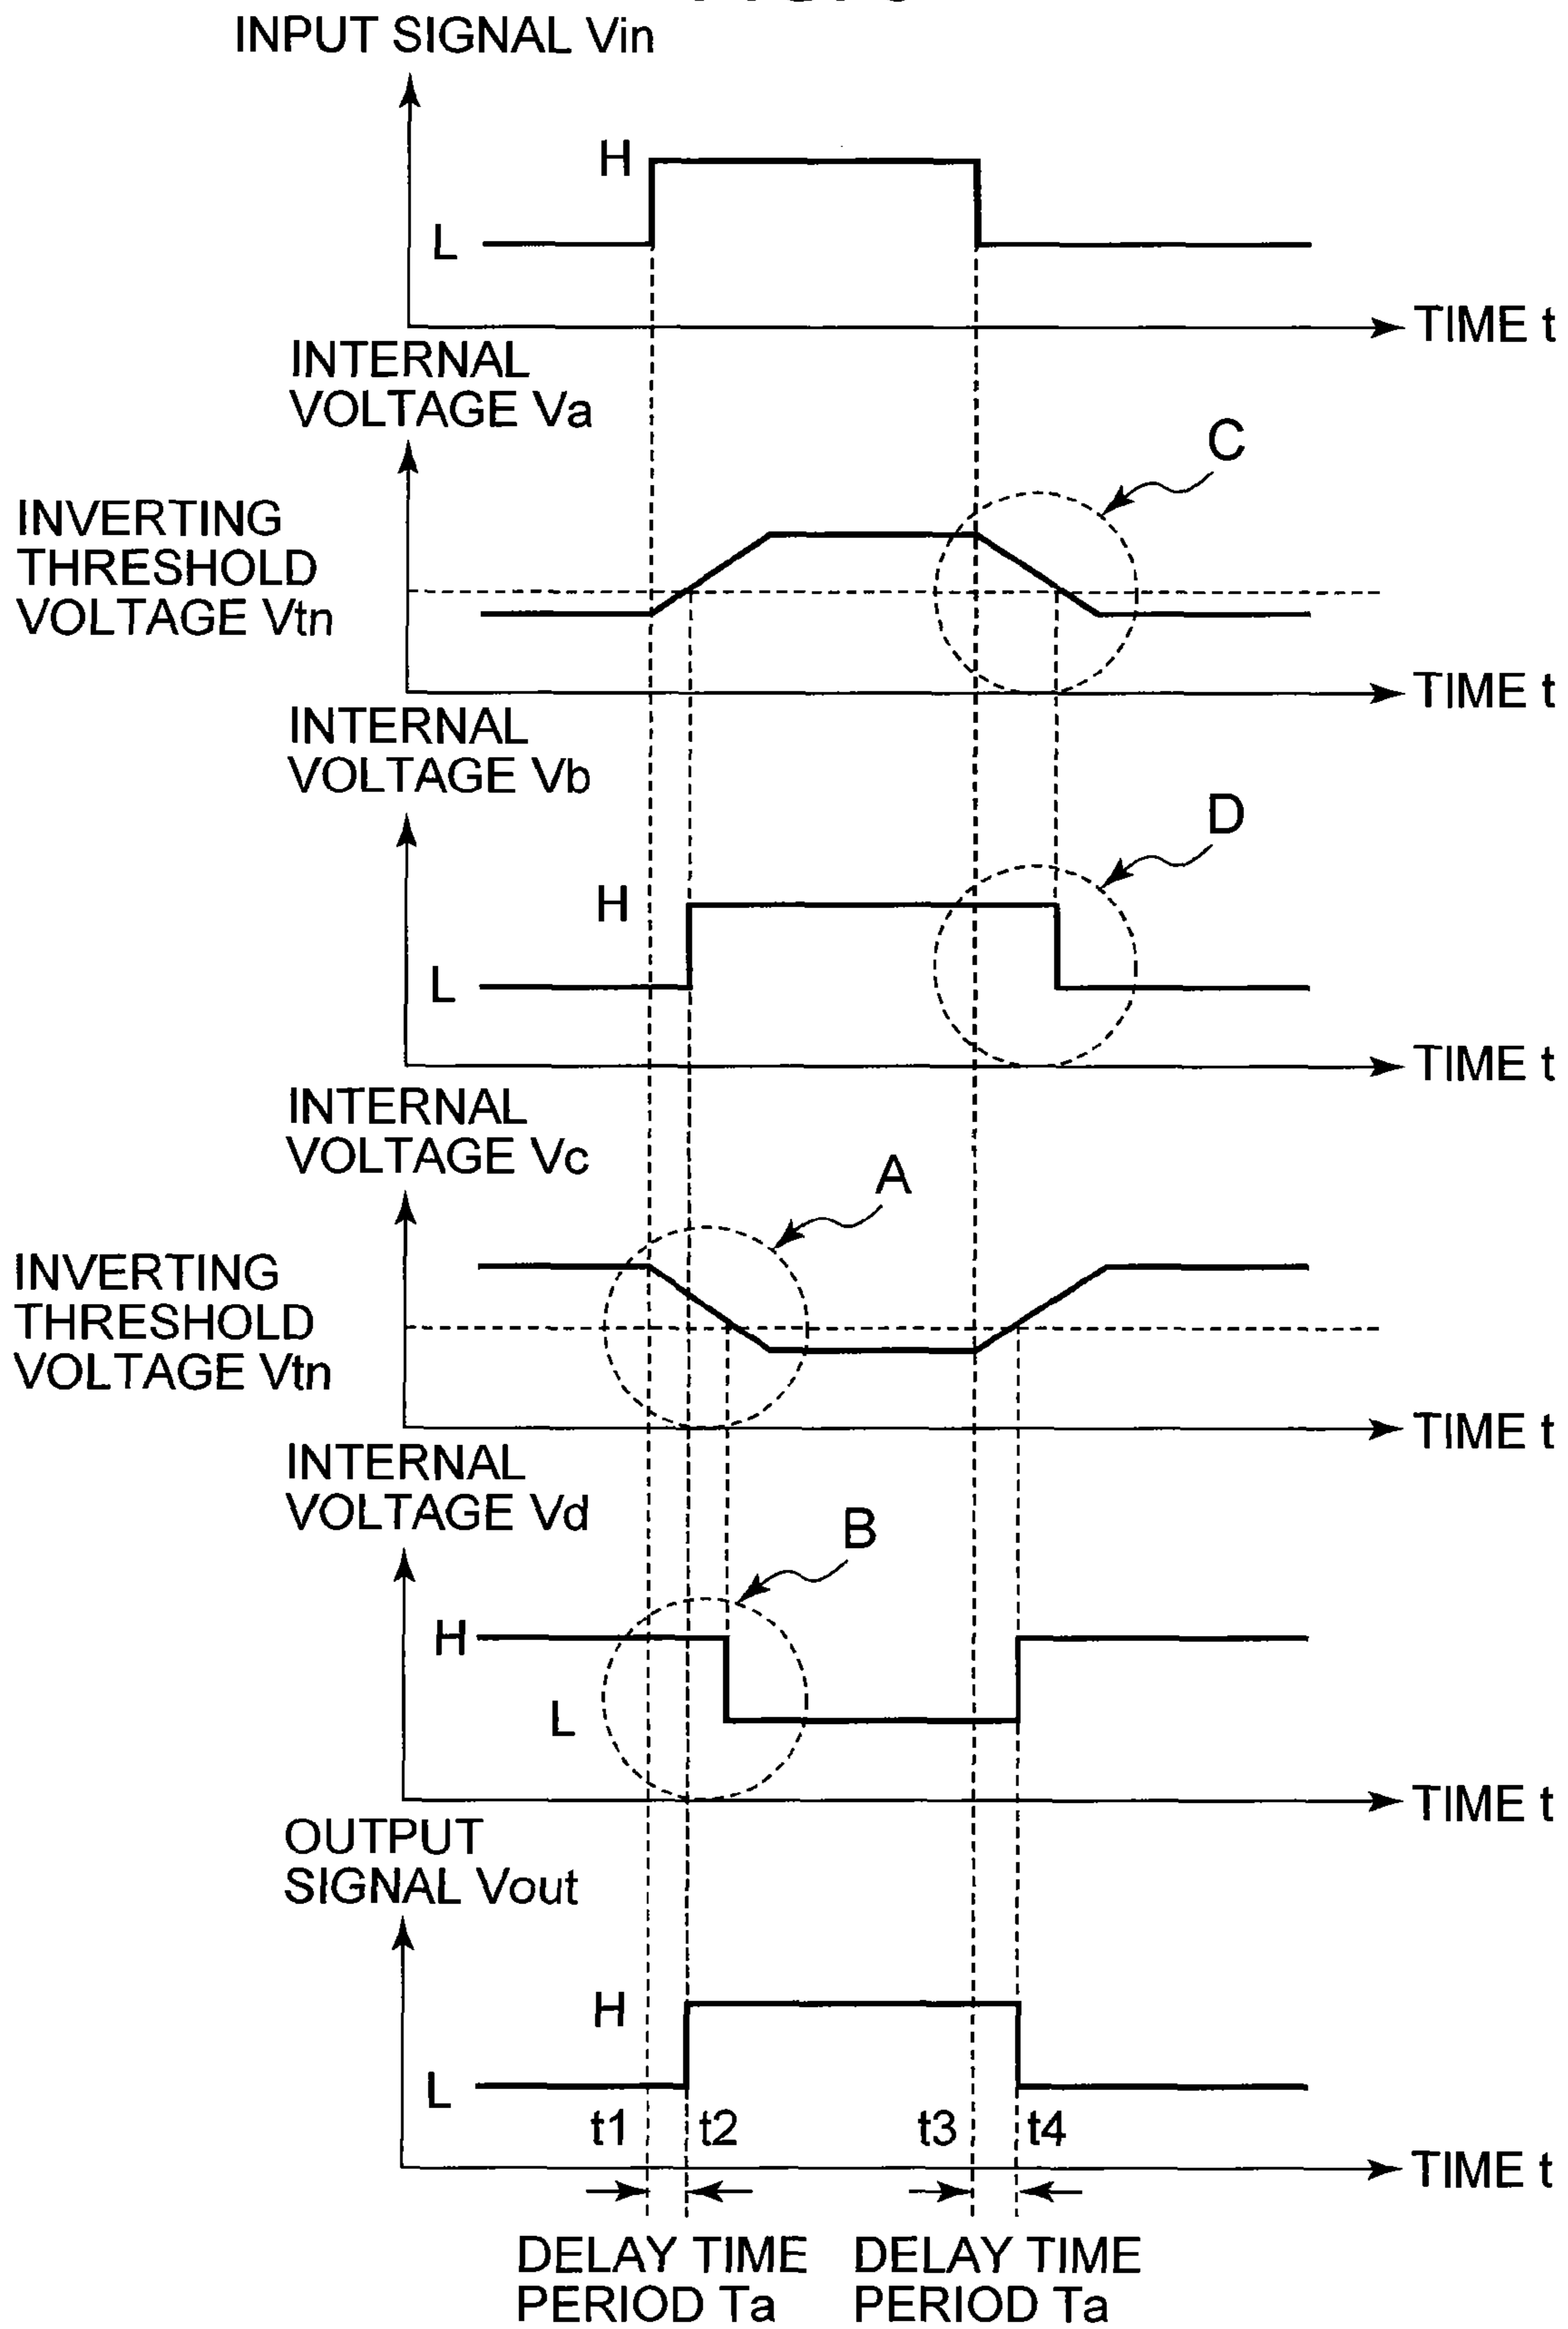 INPUT SIGNAL Vin
H
L
TIME t
INTERNAL
VOLTAGE Va
C
INVERTING
THRESHOLD
VOLTAGE Vtn
TIME t
INTERNAL
VOLTAGE Vb
D
H
L
TIME t
INTERNAL
VOLTAGE Vc
A
INVERTING
THRESHOLD
VOLTAGE Vtn
TIME t
INTERNAL
VOLTAGE Vd
B
H
L
TIME t
OUTPUT
SIGNAL Vout
H
L
t1 t2 t3 t4
TIME t
DELAY TIME
PERIOD Ta
DELAY TIME
PERIOD Ta